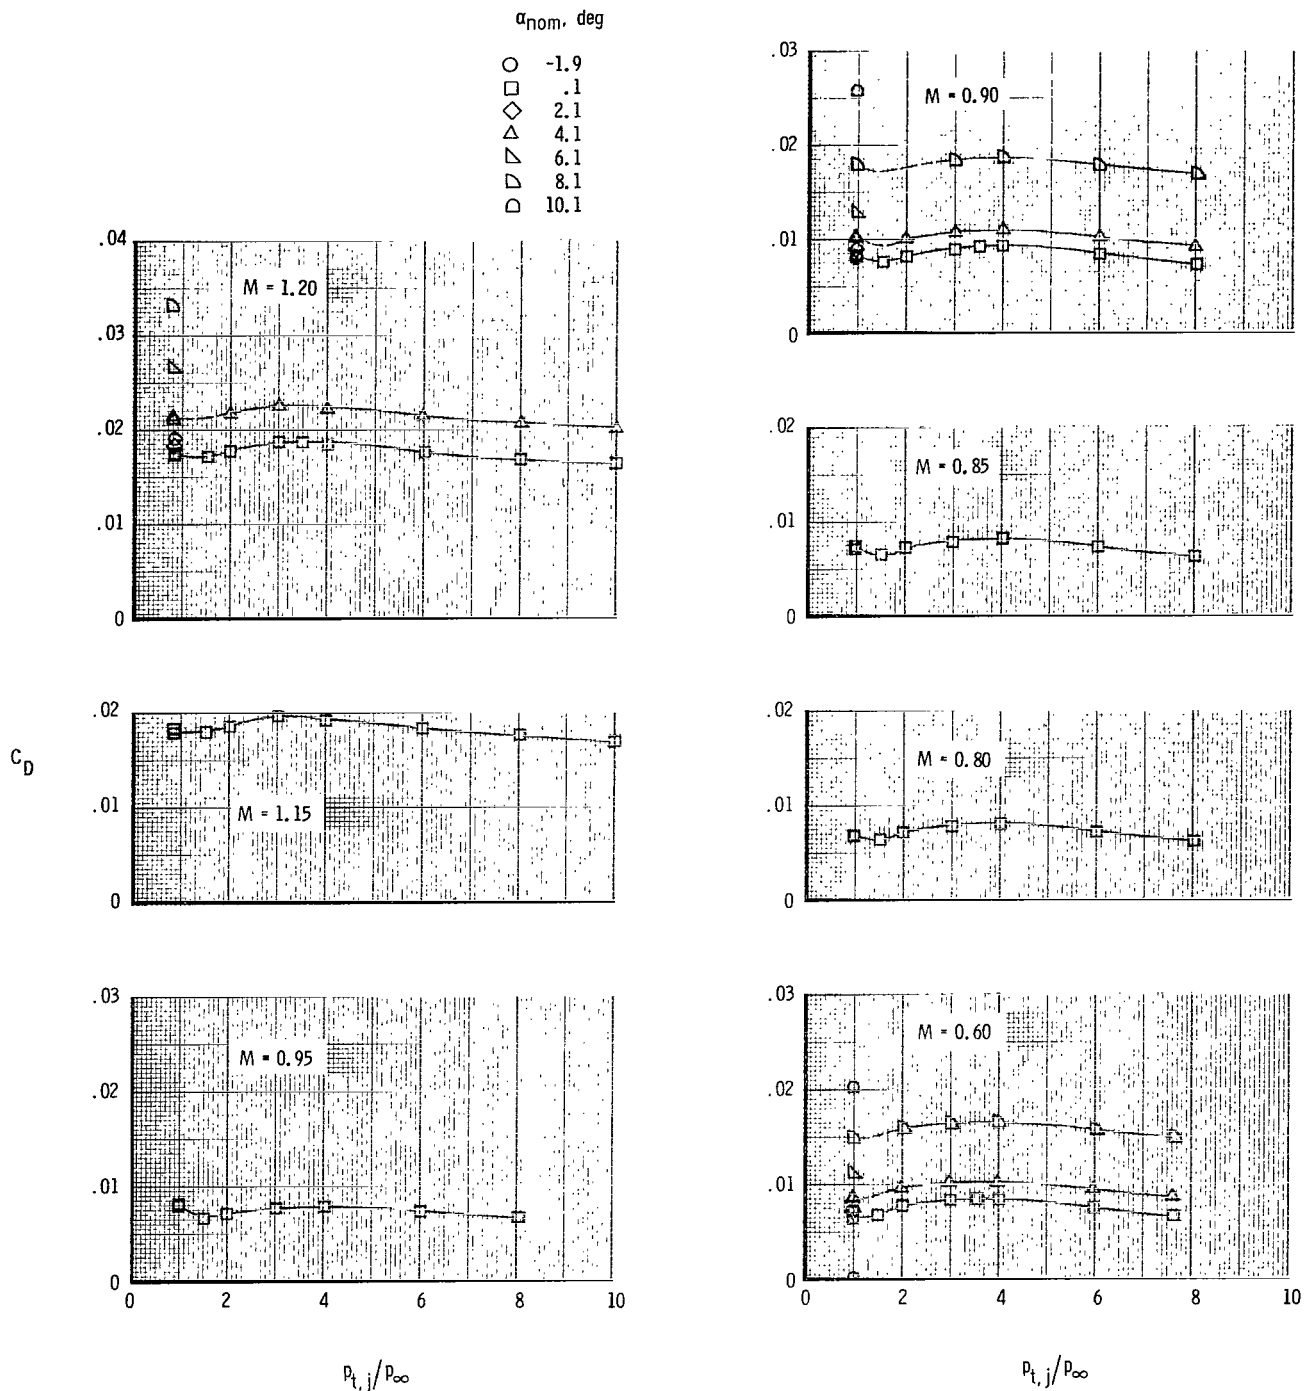 αnom, deg
-1.9
.1
2.1
4.1
6.1
8.1
10.1
.04
.03
.02
.01
0
M = 1.20
.02
.01
0
M = 1.15
C_D
.03
.02
.01
0
M = 0.95
0 2 4 6 8 10
p_t,j/p_∞
.03
.02
.01
0
M = 0.90
.02
.01
0
M = 0.85
.02
.01
0
M = 0.80
.03
.02
.01
0
M = 0.60
0 2 4 6 8 10
p_t,j/p_∞